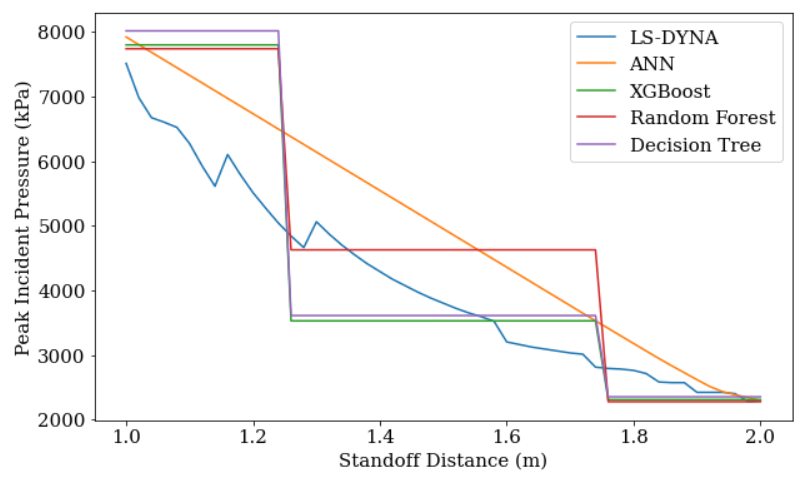 8000
7000
6000
5000
4000
3000
2000
Peak Incident Pressure (kPa)
1.0 1.2 1.4 1.6 1.8 2.0
Standoff Distance (m)
LS-DYNA
ANN
XGBoost
Random Forest
Decision Tree